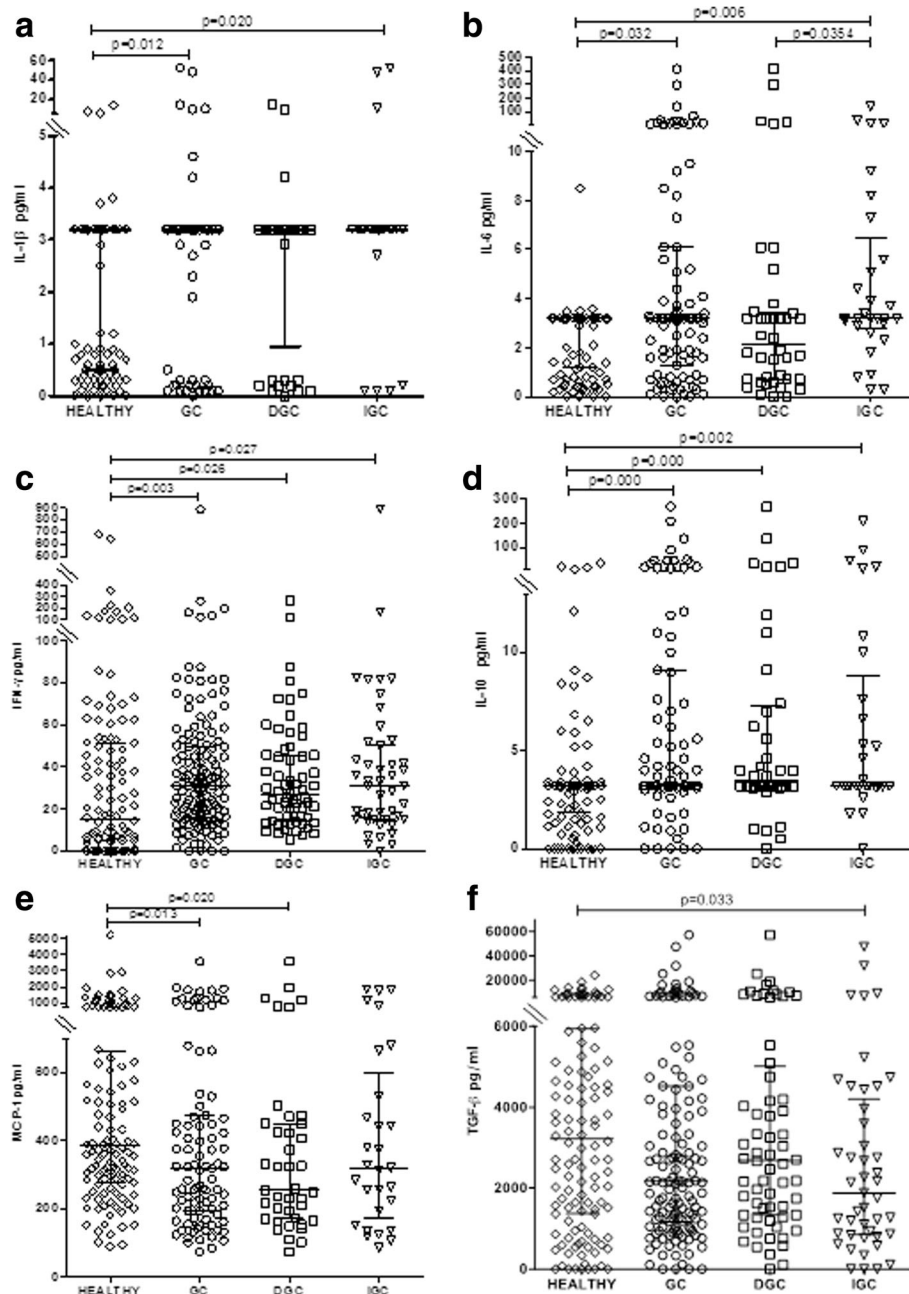 a
p=0.020
p=0.012
60
40
20
5
4
3
2
1
0
IL-1β pg/ml
HEALTHY GC DGC IGC
b
p=0.006
p=0.032 p=0.0354
500
400
300
200
100
10
8
6
4
2
0
IL-6 pg/ml
HEALTHY GC DGC IGC
c
p=0.027
p=0.026
p=0.003
900
800
700
600
500
400
300
200
100
100
80
60
40
20
0
IFN-γ pg/ml
HEALTHY GC DGC IGC
d
p=0.002
p=0.000
p=0.000
300
200
100
10
5
0
IL-10 pg/ml
HEALTHY GC DGC IGC
e
p=0.020
p=0.013
5000
4000
3000
2000
1000
600
400
200
0
MCP-1 pg/ml
HEALTHY GC DGC IGC
f
p=0.033
60000
40000
20000
6000
4000
2000
0
TGF-β pg/ml
HEALTHY GC DGC IGC